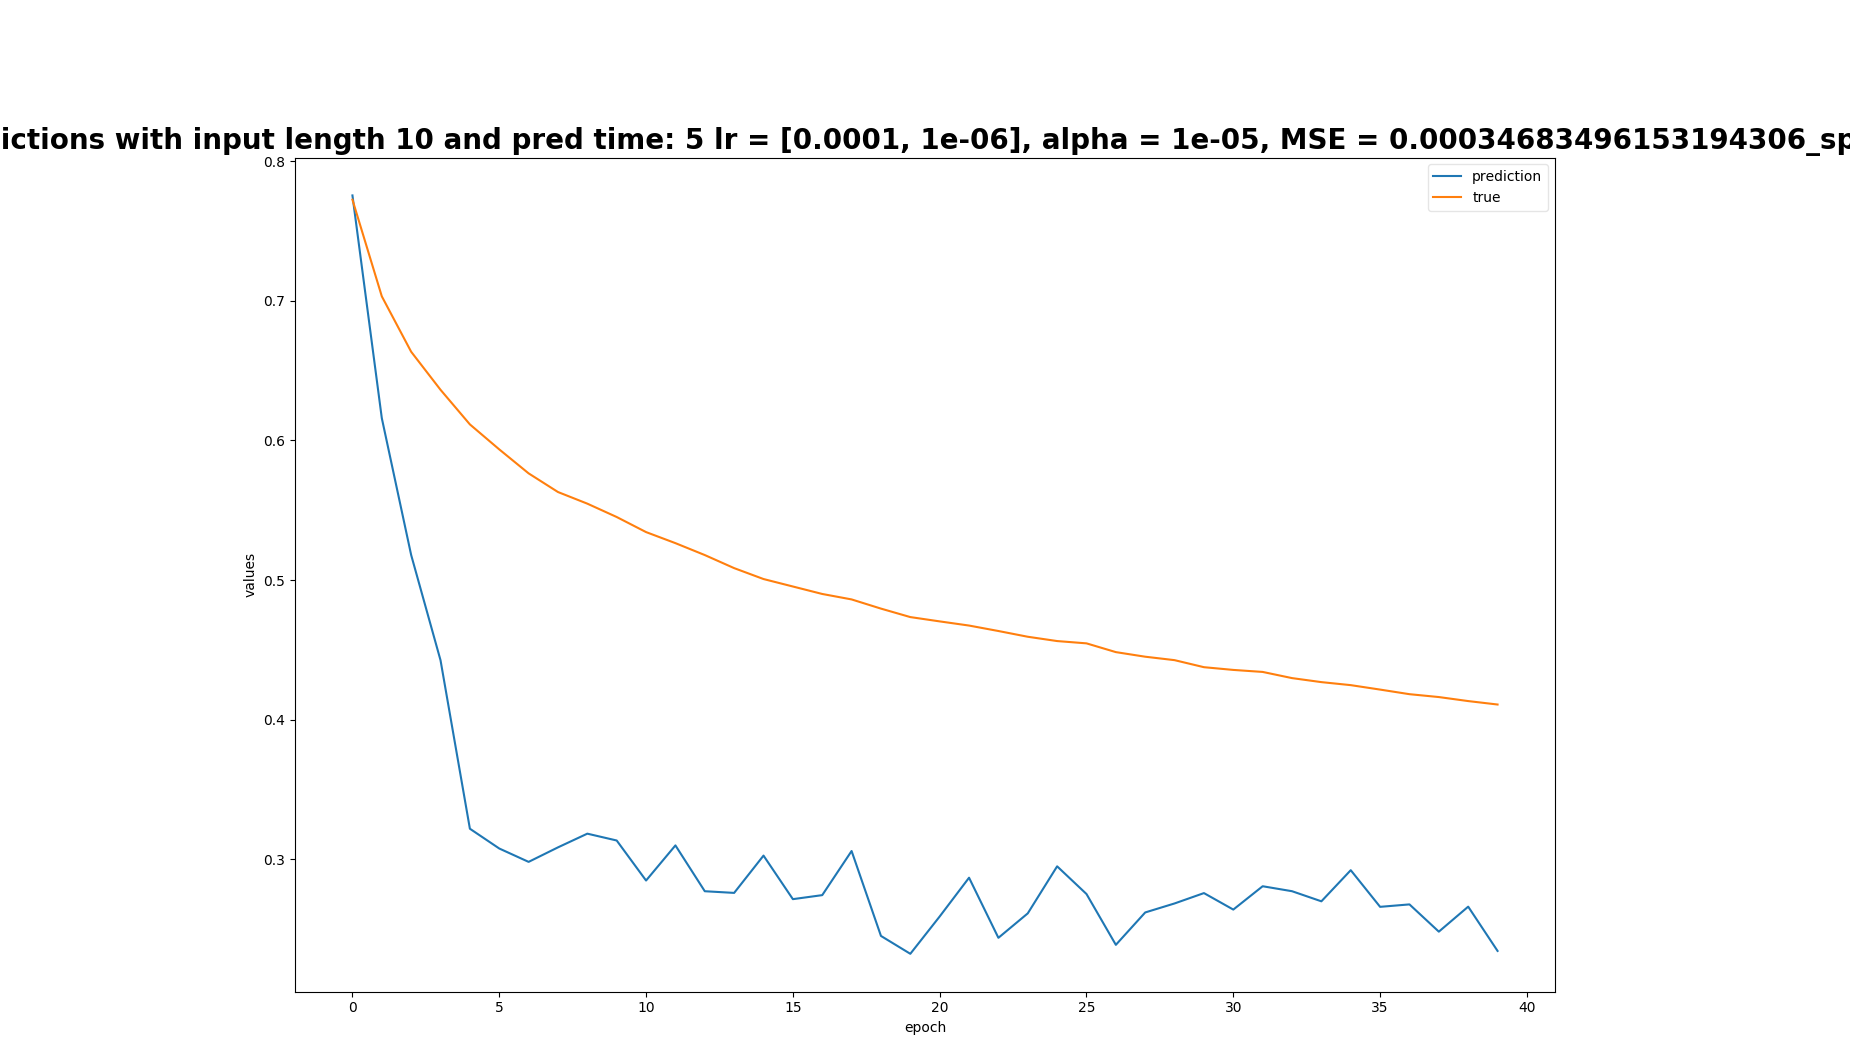 ictions with input length 10 and pred time: 5 lr = [0.0001, 1e-06], alpha = 1e-05, MSE = 0.00034683496153194306_sp
prediction
true
values
0.8
0.7
0.6
0.5
0.4
0.3
0 5 10 15 20 25 30 35 40
epoch